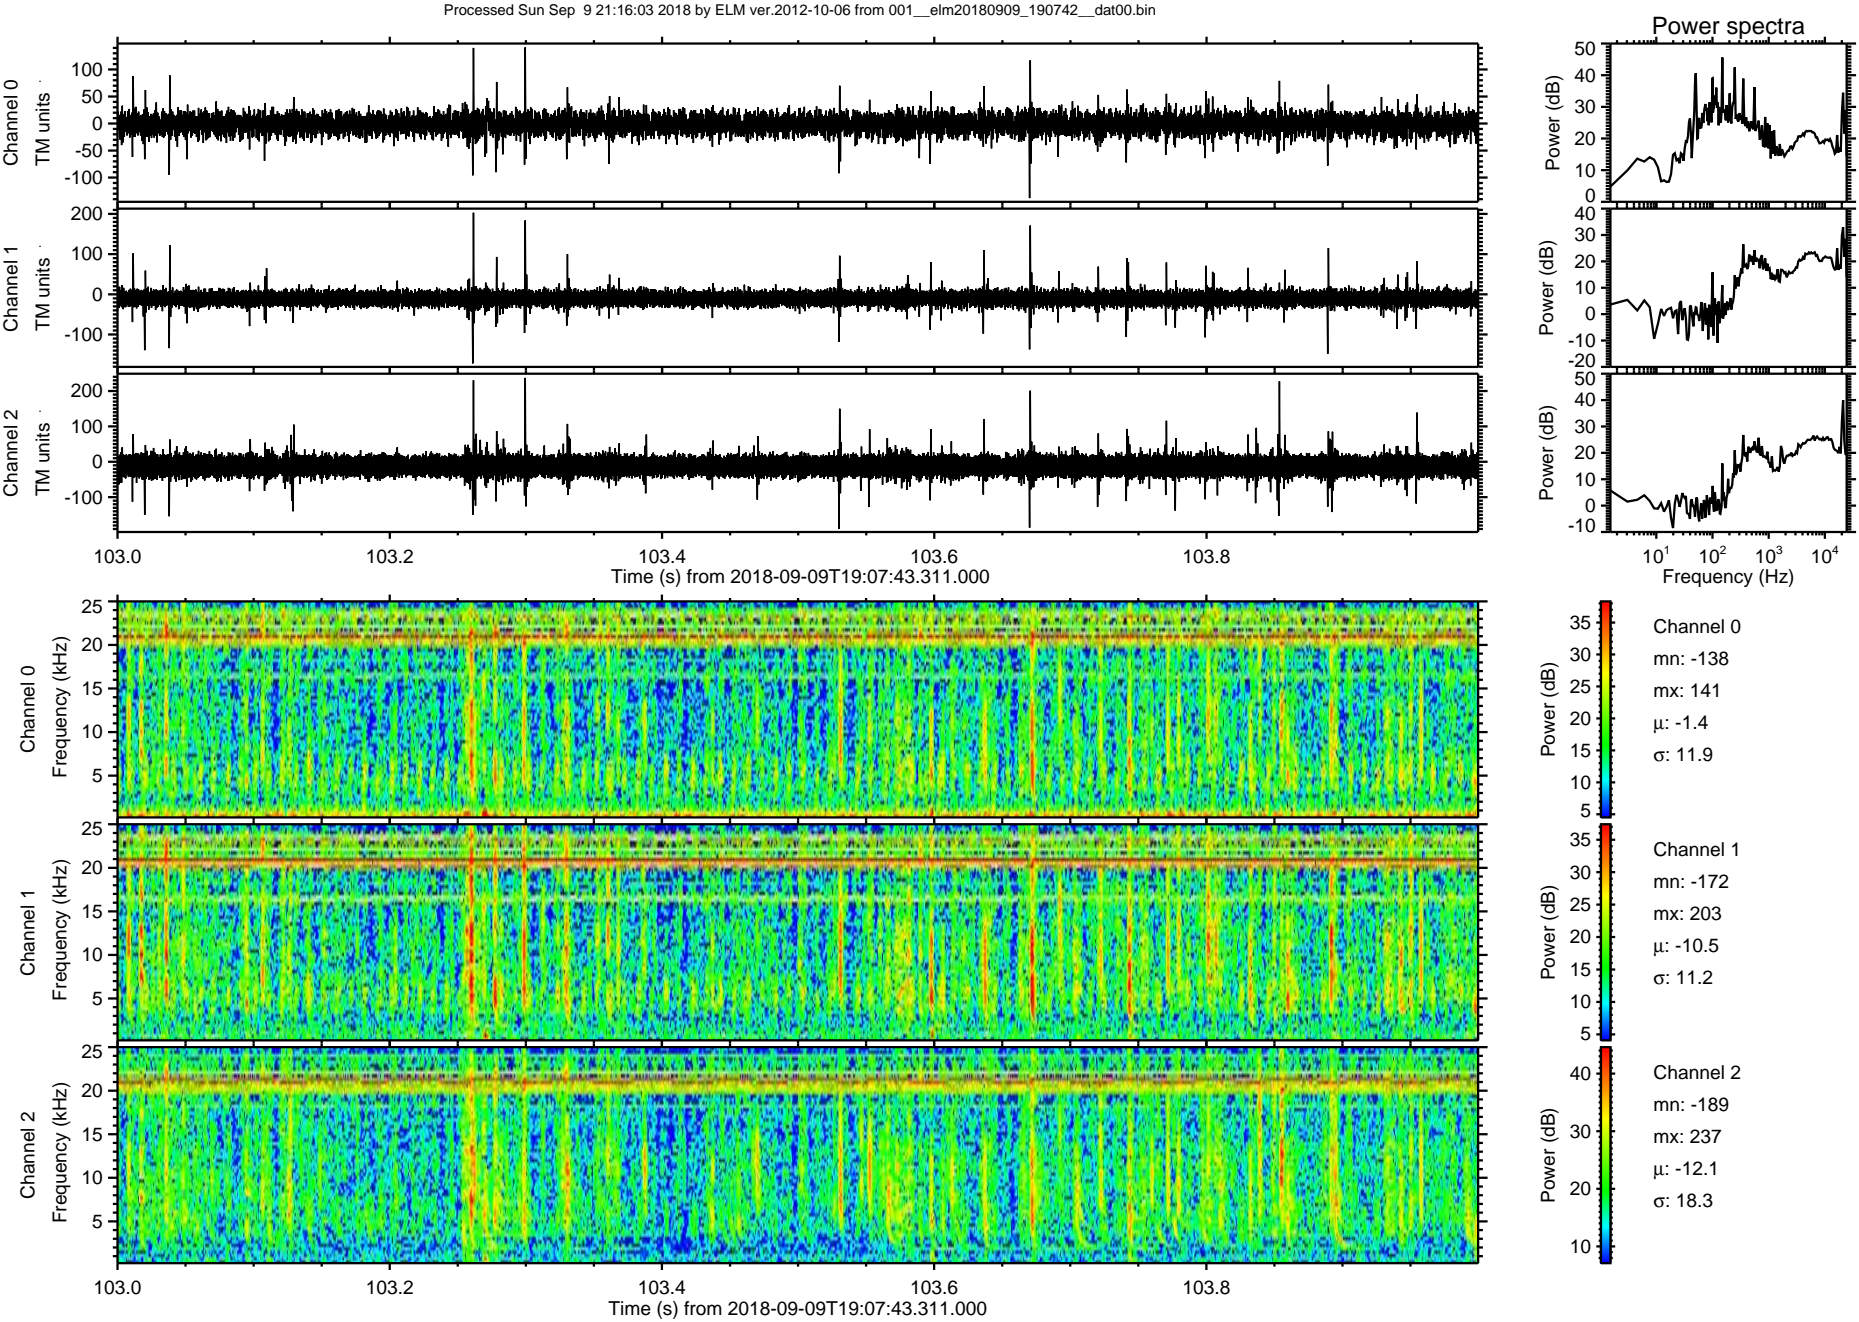 Processed Sun Sep  9 21:16:03 2018 by ELM ver.2012-10-06 from 001__elm20180909_190742__dat00.bin
Power spectra
Channel 0
TM units
100
50
0
-50
-100
Power (dB)
50
40
30
20
10
0
Channel 1
TM units
200
100
0
-100
Power (dB)
40
30
20
10
0
-10
-20
Channel 2
TM units
200
100
0
-100
Power (dB)
50
40
30
20
10
0
-10
103.0 103.2 103.4 103.6 103.8
Time (s) from 2018-09-09T19:07:43.311.000
10^1 10^2 10^3 10^4
Frequency (Hz)
Channel 0
Frequency (kHz)
25
20
15
10
5
Power (dB)
35
30
25
20
15
10
5
Channel 0
mn: -138
mx: 141
μ: -1.4
σ: 11.9
Channel 1
Frequency (kHz)
25
20
15
10
5
Power (dB)
35
30
25
20
15
10
5
Channel 1
mn: -172
mx: 203
μ: -10.5
σ: 11.2
Channel 2
Frequency (kHz)
25
20
15
10
5
Power (dB)
40
30
20
10
Channel 2
mn: -189
mx: 237
μ: -12.1
σ: 18.3
103.0 103.2 103.4 103.6 103.8
Time (s) from 2018-09-09T19:07:43.311.000